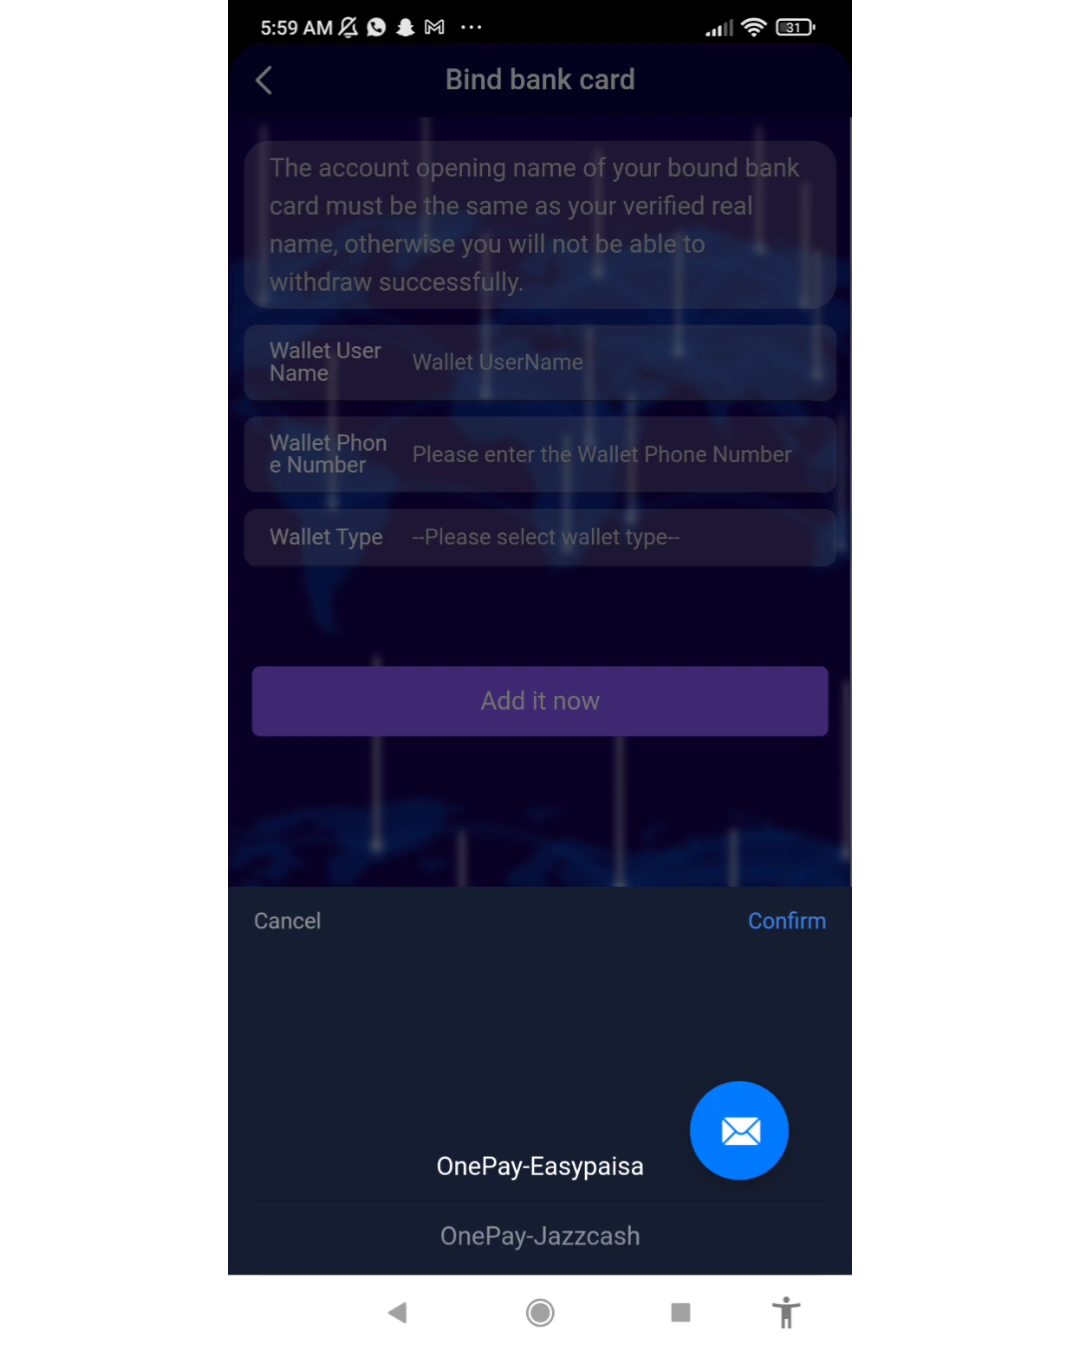 5:59 AM
31
Bind bank card
The account opening name of your bound bank
card must be the same as your verified real
name, otherwise you will not be able to
withdraw successfully.
Wallet User
Name
Wallet UserName
Wallet Phon
e Number
Please enter the Wallet Phone Number
Wallet Type
--Please select wallet type--
Add it now
Cancel
Confirm
OnePay-Easypaisa
OnePay-Jazzcash